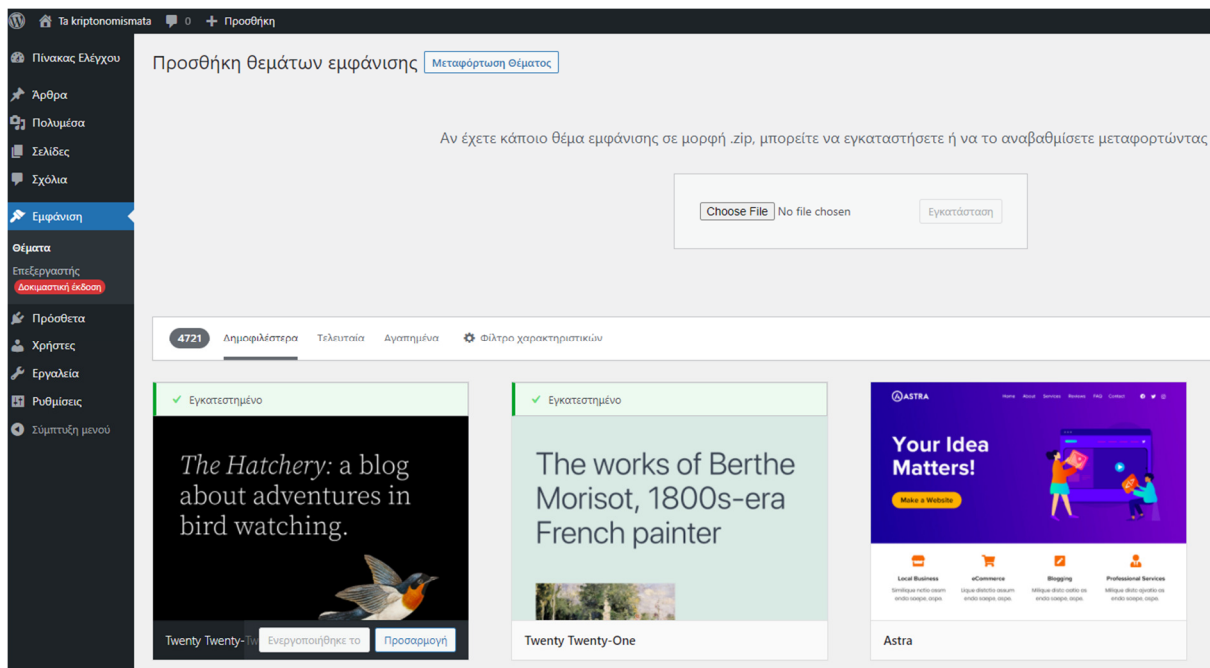 Ta kriptonomismata 0 + Προσθήκη
Πίνακας Ελέγχου
Άρθρα
Πολυμέσα
Σελίδες
Σχόλια
Εμφάνιση
Θέματα
Επεξεργαστής
Δοκιμαστική έκδοση
Πρόσθετα
Χρήστες
Εργαλεία
Ρυθμίσεις
Σύμπτυξη μενού
Προσθήκη θεμάτων εμφάνισης Μεταφόρτωση Θέματος
Αν έχετε κάποιο θέμα εμφάνισης σε μορφή .zip, μπορείτε να εγκαταστήσετε ή να το αναβαθμίσετε μεταφορτώντας
Choose File No file chosen Εγκατάσταση
4721 Δημοφιλέστερα Τελευταία Αγαπημένα Φίλτρο χαρακτηριστικών
Εγκατεστημένο
The Hatchery: a blog
about adventures in
bird watching.
Twenty Twenty-Tw Ενεργοποιήθηκε το Προσαρμογή
Εγκατεστημένο
The works of Berthe
Morisot, 1800s-era
French painter
Twenty Twenty-One
ASTRA Home About Services Reviews FAQ Contact
Your Idea
Matters!
Make a Website
Local Business eCommerce Blogging Professional Services
Astra